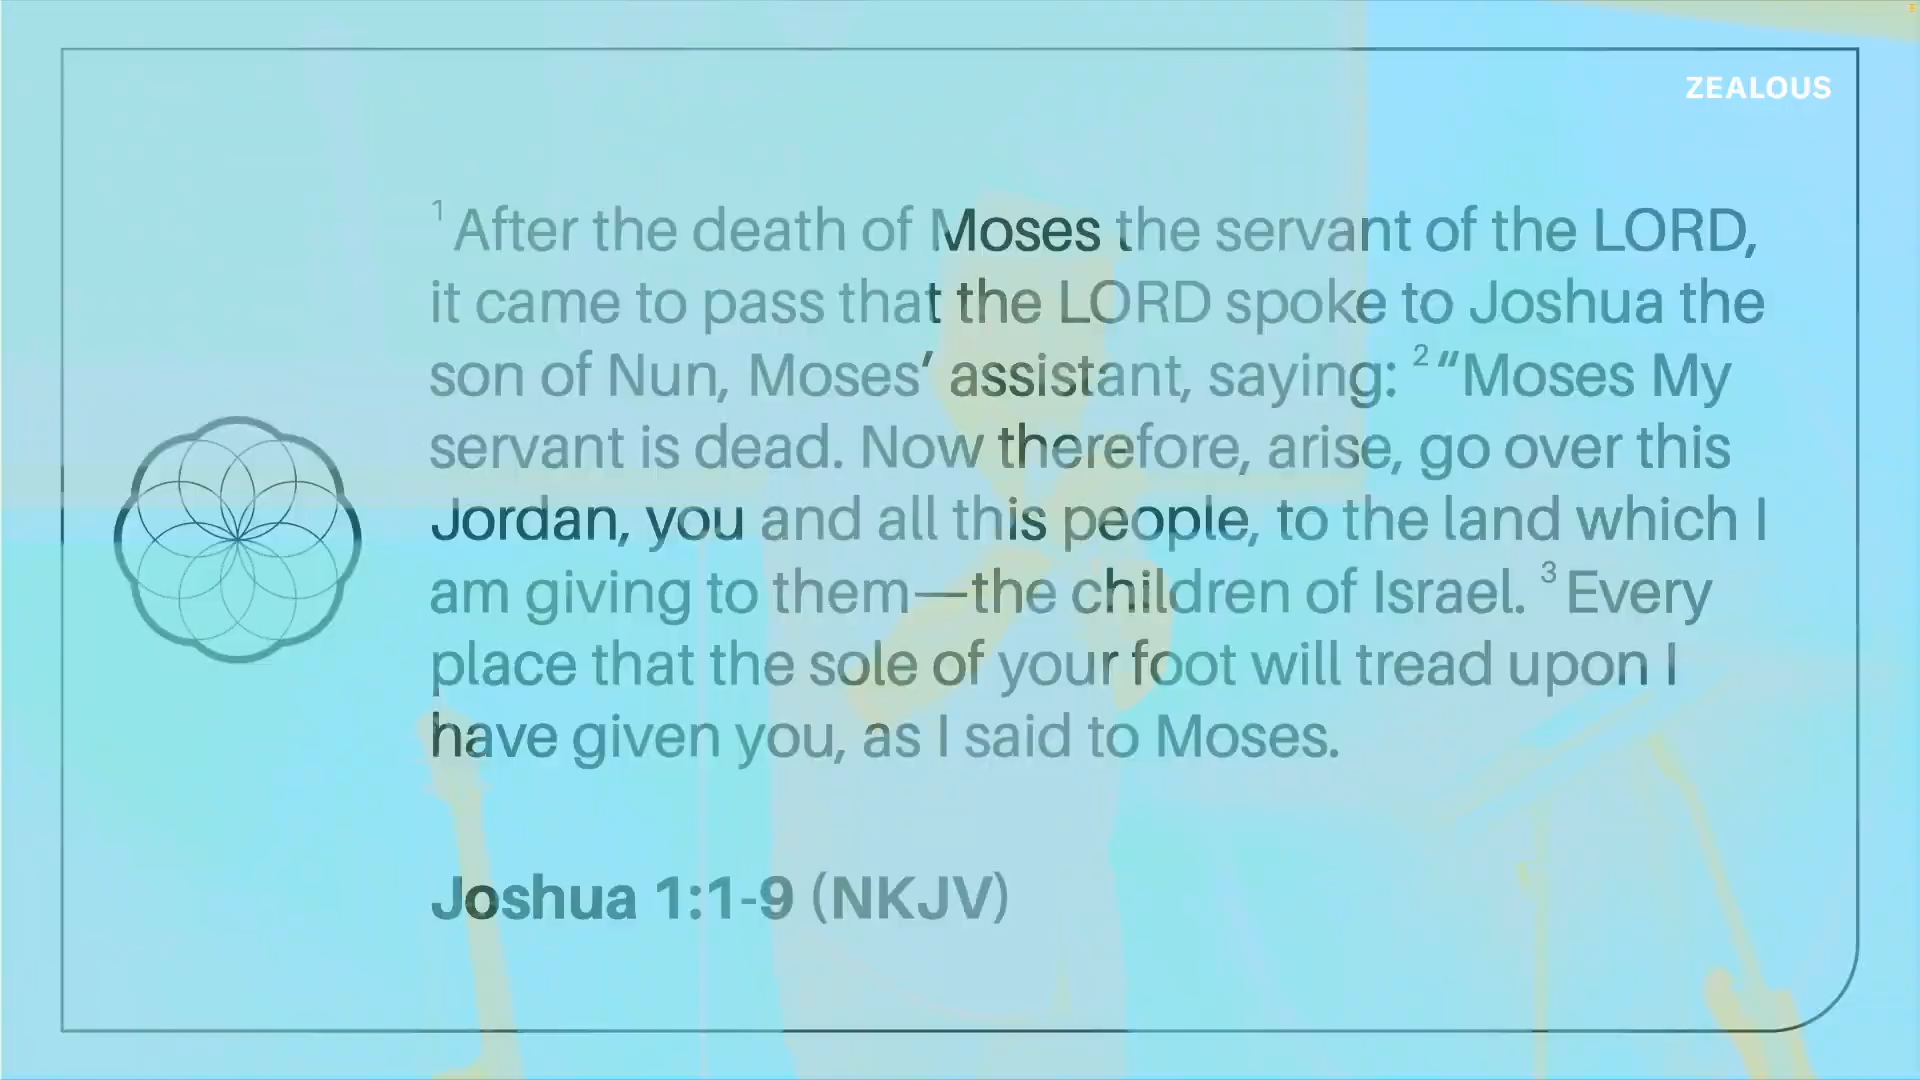 ZEALOUS
1 After the death of Moses the servant of the LORD,
it came to pass that the LORD spoke to Joshua the
son of Nun, Moses’ assistant, saying: 2 “Moses My
servant is dead. Now therefore, arise, go over this
Jordan, you and all this people, to the land which I
am giving to them—the children of Israel. 3 Every
place that the sole of your foot will tread upon I
have given you, as I said to Moses.
Joshua 1:1-9 (NKJV)